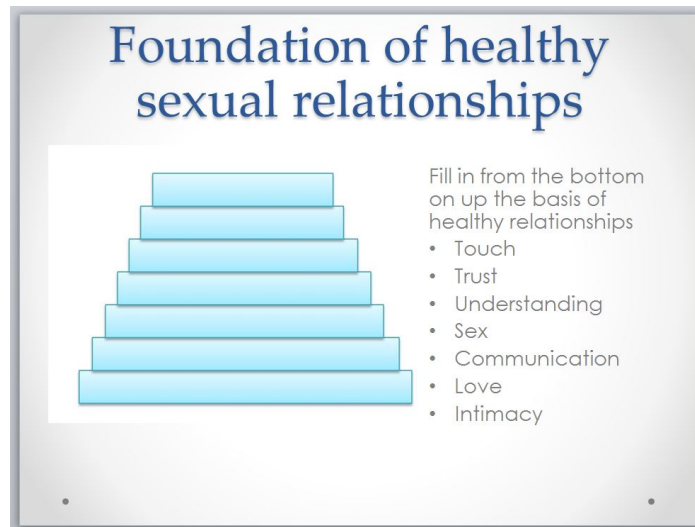 Foundation of healthy
sexual relationships
Fill in from the bottom
on up the basis of
healthy relationships
• Touch
• Trust
• Understanding
• Sex
• Communication
• Love
• Intimacy